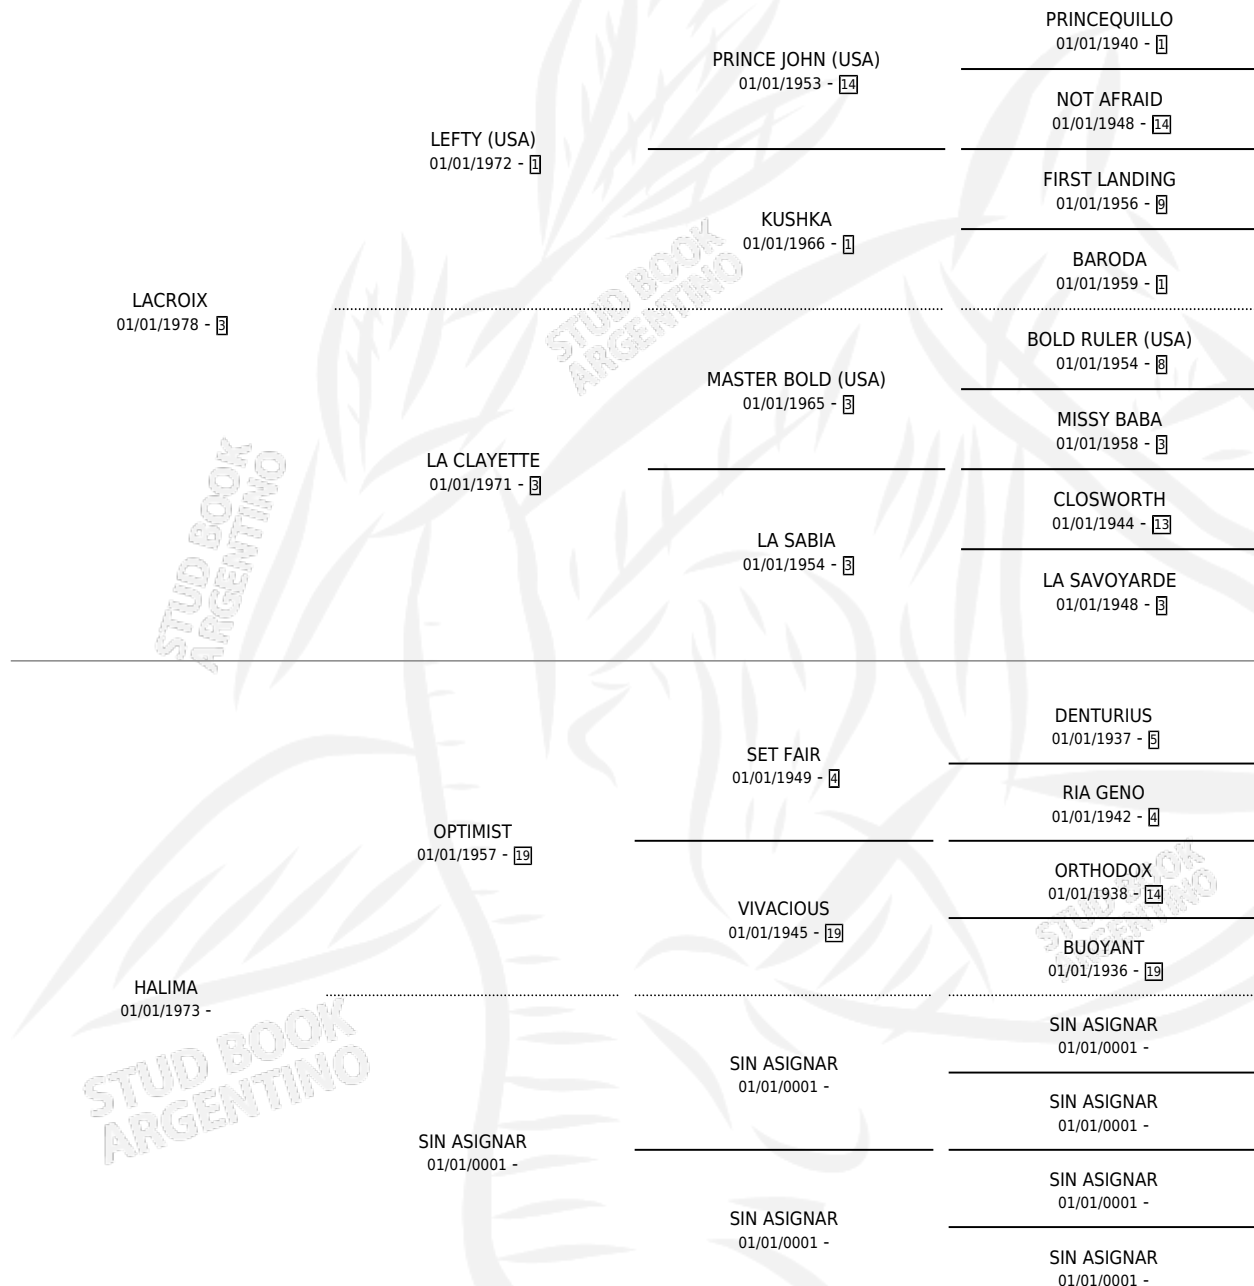 PRINCEQUILLO
01/01/1940 - 1
PRINCE JOHN (USA)
01/01/1953 - 14
NOT AFRAID
01/01/1948 - 14
LEFTY (USA)
01/01/1972 - 1
FIRST LANDING
01/01/1956 - 9
KUSHKA
01/01/1966 - 1
BARODA
01/01/1959 - 1
LACROIX
01/01/1978 - 3
STUD BOOK
ARGENTINO
BOLD RULER (USA)
01/01/1954 - 8
MASTER BOLD (USA)
01/01/1965 - 3
MISSY BABA
01/01/1958 - 3
LA CLAYETTE
01/01/1971 - 3
CLOSWORTH
01/01/1944 - 13
LA SABIA
01/01/1954 - 3
LA SAVOYARDE
01/01/1948 - 3
STUD BOOK
ARGENTINO
DENTURIUS
01/01/1937 - 5
SET FAIR
01/01/1949 - 4
RIA GENO
01/01/1942 - 4
OPTIMIST
01/01/1957 - 19
ORTHODOX
01/01/1938 - 14
VIVACIOUS
01/01/1945 - 19
BUOYANT
01/01/1936 - 19
STUD BOOK
ARGENTINO
HALIMA
01/01/1973 -
SIN ASIGNAR
01/01/0001 -
SIN ASIGNAR
01/01/0001 -
SIN ASIGNAR
01/01/0001 -
STUD BOOK
ARGENTINO
SIN ASIGNAR
01/01/0001 -
SIN ASIGNAR
01/01/0001 -
SIN ASIGNAR
01/01/0001 -
SIN ASIGNAR
01/01/0001 -